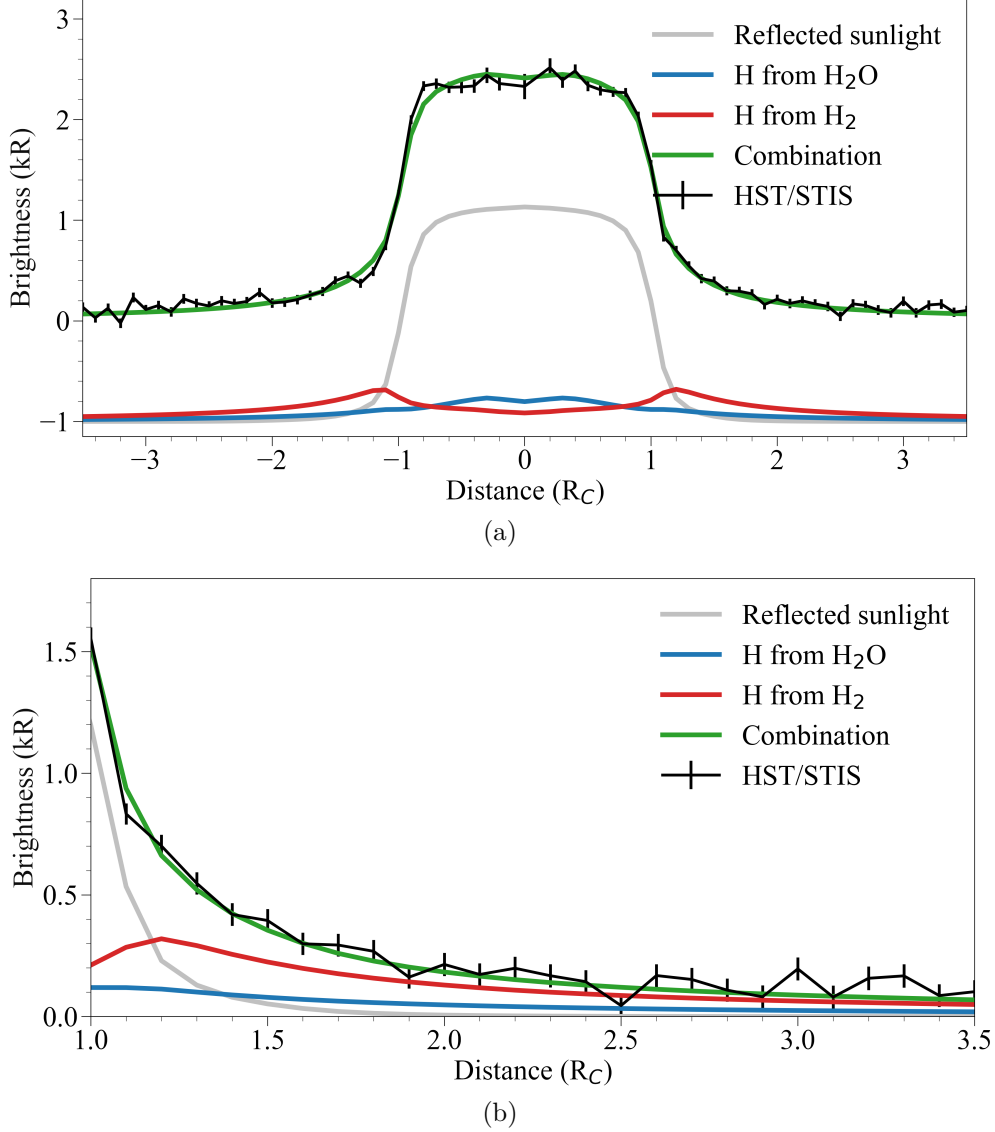 3
2
1
0
−1
Brightness (kR)
Reflected sunlight
H from H₂O
H from H₂
Combination
HST/STIS
−3 −2 −1 0 1 2 3
Distance (R_C)
(a)
1.5
1.0
0.5
0.0
Brightness (kR)
Reflected sunlight
H from H₂O
H from H₂
Combination
HST/STIS
1.0 1.5 2.0 2.5 3.0 3.5
Distance (R_C)
(b)